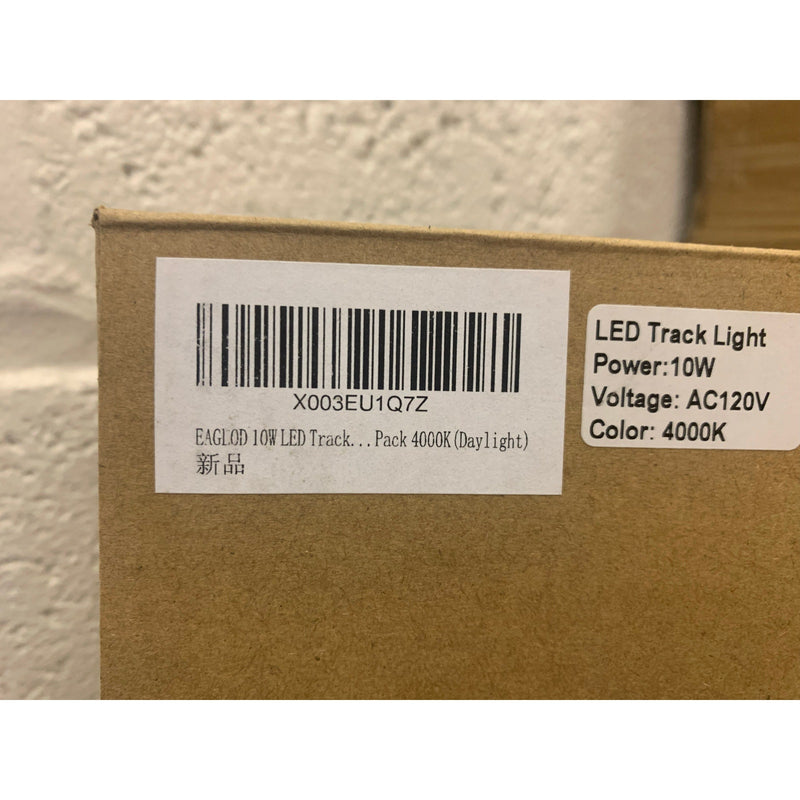 X003EU1Q7Z
EAGLOD 10W LED Track...Pack 4000K(Daylight)
新品
LED Track Light
Power:10W
Voltage: AC120V
Color: 4000K